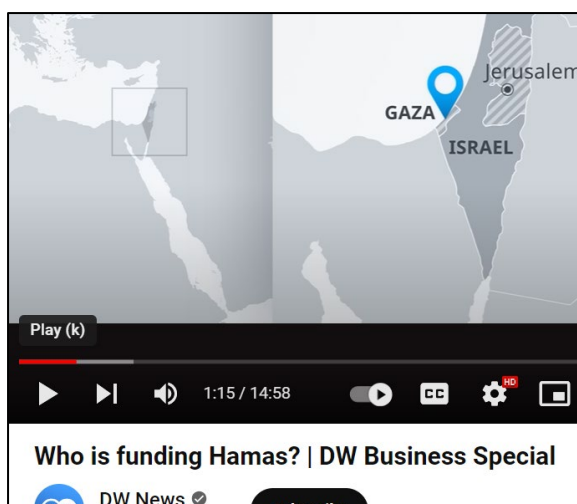 Jerusalem
GAZA
ISRAEL
Play (k)
HD
1:15 / 14:58
CC
Who is funding Hamas? | DW Business Special
DW News